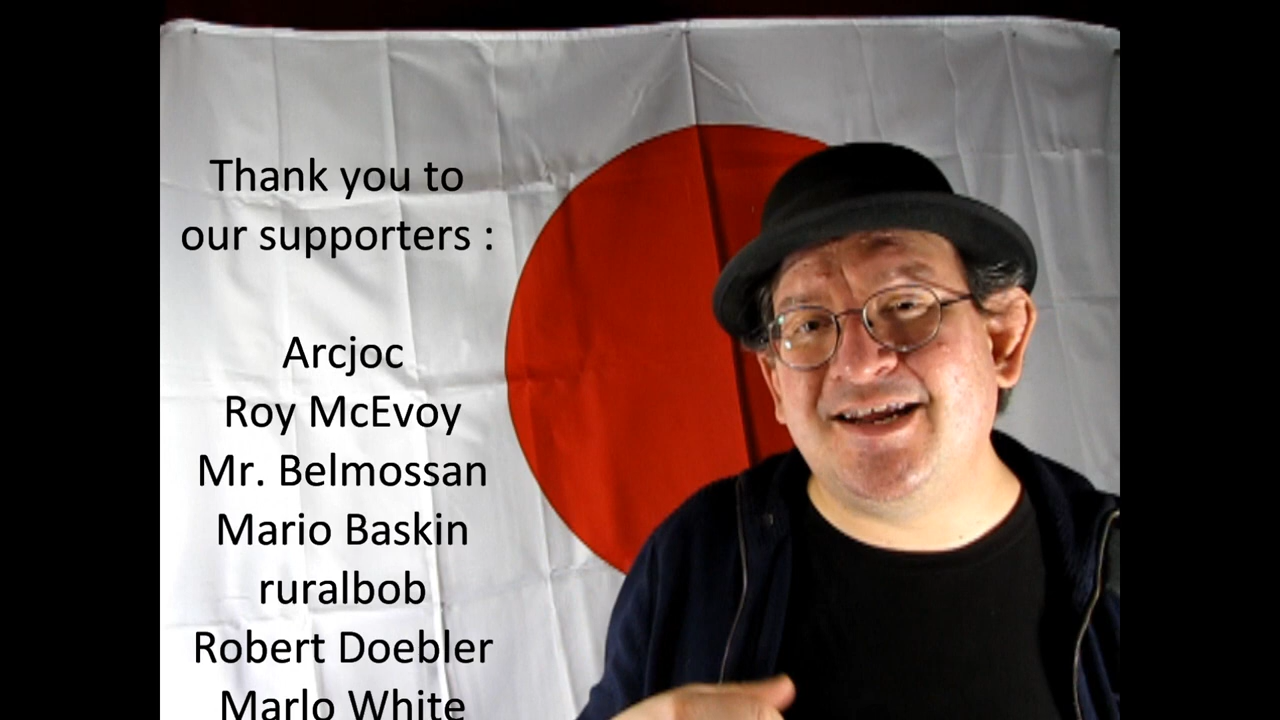 Thank you to
our supporters :
Arcjoc
Roy McEvoy
Mr. Belmossan
Mario Baskin
ruralbob
Robert Doebler
Marlo White